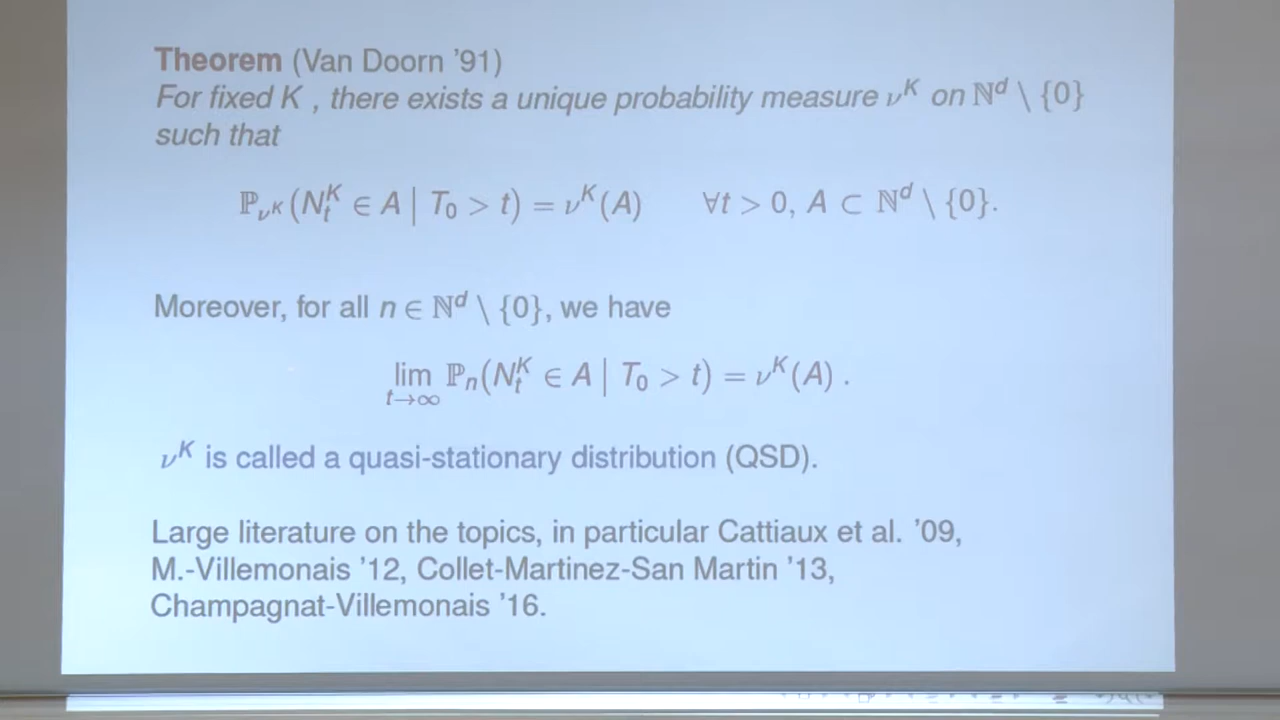 Theorem (Van Doorn '91)
For fixed K , there exists a unique probability measure ν^K on ℕ^d \ {0}
such that
ℙ_{ν^K}(N_t^K ∈ A | T_0 > t) = ν^K(A) ∀t > 0, A ⊂ ℕ^d \ {0}.
Moreover, for all n ∈ ℕ^d \ {0}, we have
lim_{t→∞} ℙ_n(N_t^K ∈ A | T_0 > t) = ν^K(A) .
ν^K is called a quasi-stationary distribution (QSD).
Large literature on the topics, in particular Cattiaux et al. '09,
M.-Villemonais '12, Collet-Martinez-San Martin '13,
Champagnat-Villemonais '16.